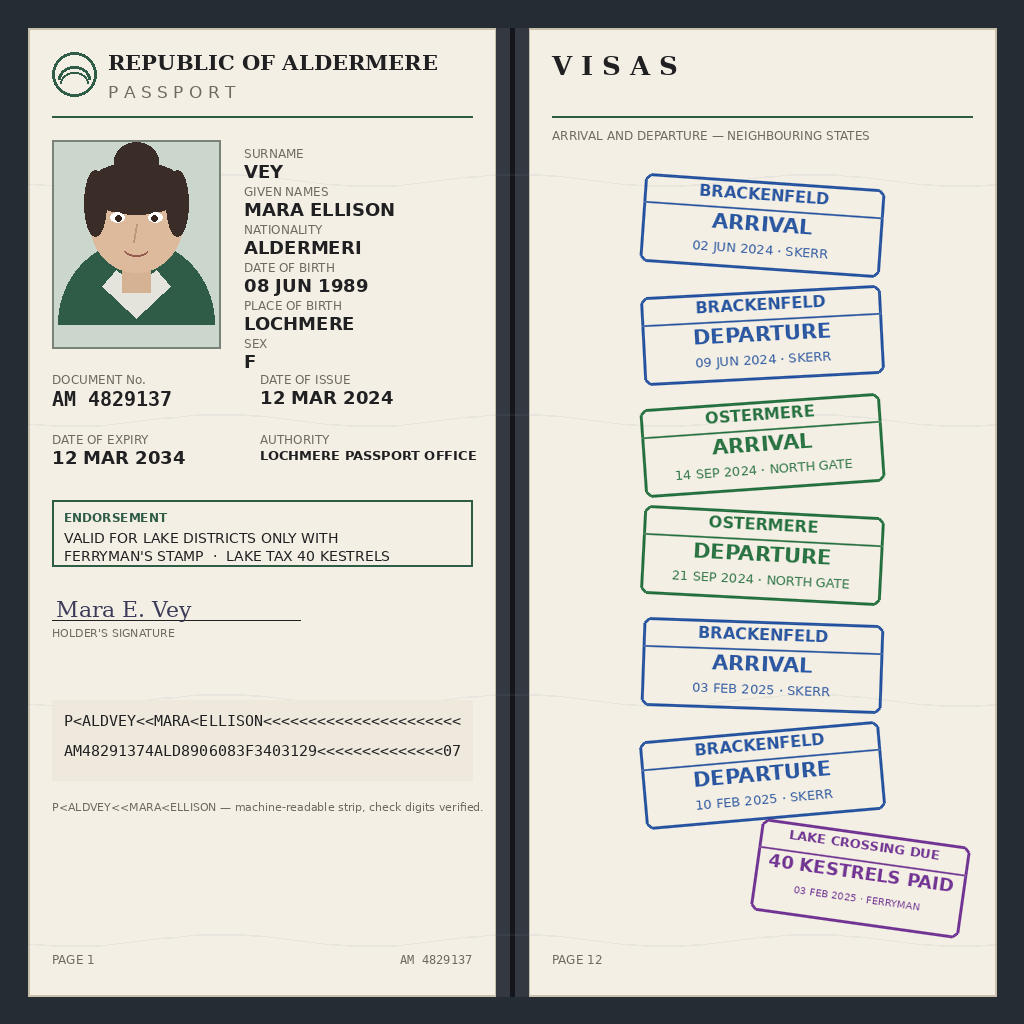 REPUBLIC OF ALDERMERE
PASSPORT
SURNAME
VEY
GIVEN NAMES
MARA ELLISON
NATIONALITY
ALDERMERI
DATE OF BIRTH
08 JUN 1989
PLACE OF BIRTH
LOCHMERE
SEX
F
DOCUMENT No. DATE OF ISSUE
AM 4829137 12 MAR 2024
DATE OF EXPIRY AUTHORITY
12 MAR 2034 LOCHMERE PASSPORT OFFICE
ENDORSEMENT
VALID FOR LAKE DISTRICTS ONLY WITH
FERRYMAN'S STAMP · LAKE TAX 40 KESTRELS
Mara E. Vey
HOLDER'S SIGNATURE
P<ALDVEY<<MARA<ELLISON<<<<<<<<<<<<<<<<<<<<<<
AM48291374ALD8906083F3403129<<<<<<<<<<<<<<07
P<ALDVEY<<MARA<ELLISON — machine-readable strip, check digits verified.
PAGE 1 AM 4829137
VISAS
ARRIVAL AND DEPARTURE — NEIGHBOURING STATES
BRACKENFELD
ARRIVAL
02 JUN 2024 · SKERR
BRACKENFELD
DEPARTURE
09 JUN 2024 · SKERR
OSTERMERE
ARRIVAL
14 SEP 2024 · NORTH GATE
OSTERMERE
DEPARTURE
21 SEP 2024 · NORTH GATE
BRACKENFELD
ARRIVAL
03 FEB 2025 · SKERR
BRACKENFELD
DEPARTURE
10 FEB 2025 · SKERR
LAKE CROSSING DUE
40 KESTRELS PAID
03 FEB 2025 · FERRYMAN
PAGE 12